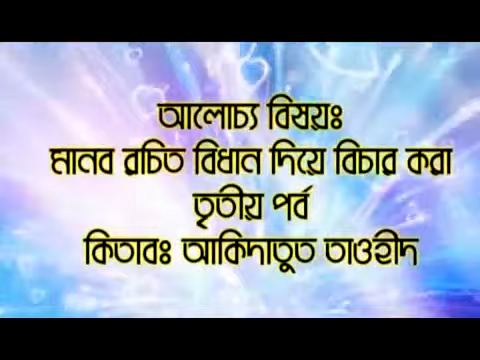 আলোচ্য বিষয়ঃ
মানব রচিত বিধান দিয়ে বিচার করা
তৃতীয় পর্ব
কিতাবঃ আকিদাতুত তাওহীদ